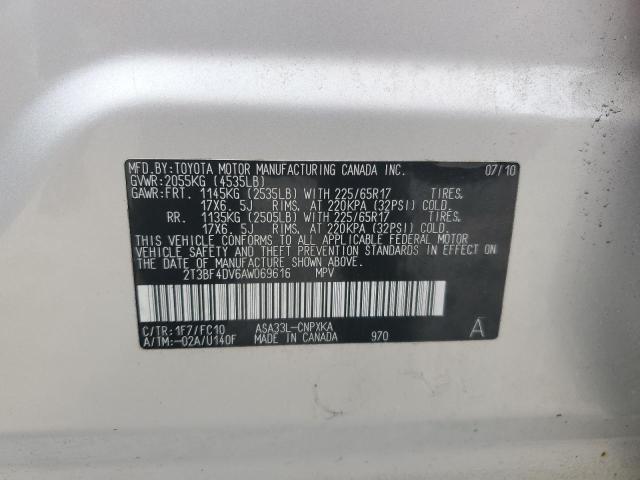 MFD.BY:TOYOTA MOTOR MANUFACTURING CANADA INC. 07/10
GVWR:2055KG (4535LB)
GAWR:FRT. 1145KG (2535LB) WITH 225/65R17 TIRES,
17X6.5J RIMS, AT 220KPA (32PSI) COLD.
RR. 1135KG (2505LB) WITH 225/65R17 TIRES,
17X6.5J RIMS, AT 220KPA (32PSI) COLD.
THIS VEHICLE CONFORMS TO ALL APPLICABLE FEDERAL MOTOR
VEHICLE SAFETY AND THEFT PREVENTION STANDARDS IN
EFFECT ON THE DATE OF MANUFACTURE SHOWN ABOVE.
2T3BF4DV6AW069616 MPV
C/TR:1F7/FC10 ASA33L-CNPXKA A
A/TM:-02A/U140F MADE IN CANADA 970